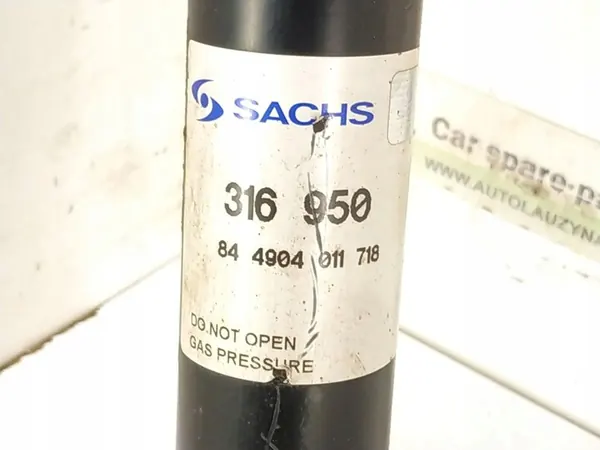 SACHS
316 950
84 4904 011 718
DO.NOT OPEN
GAS PRESSURE
Car spare-pa
WWW.AUTOLAUZYNA